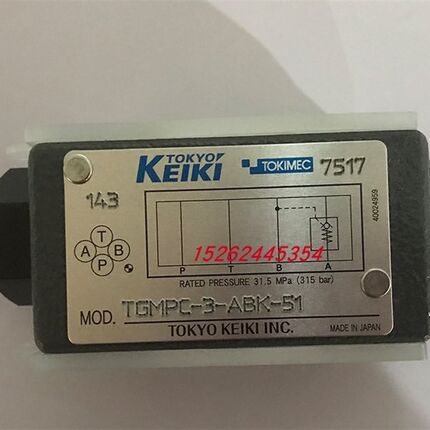 TOKYO
KEIKI
TOKIMEC
7517
143
40024959
T
A B
P
15262445354
P T B A
RATED PRESSURE 31.5 MPa (315 bar)
MOD. TGMPC-3-ABK-51
TOKYO KEIKI INC.
MADE IN JAPAN